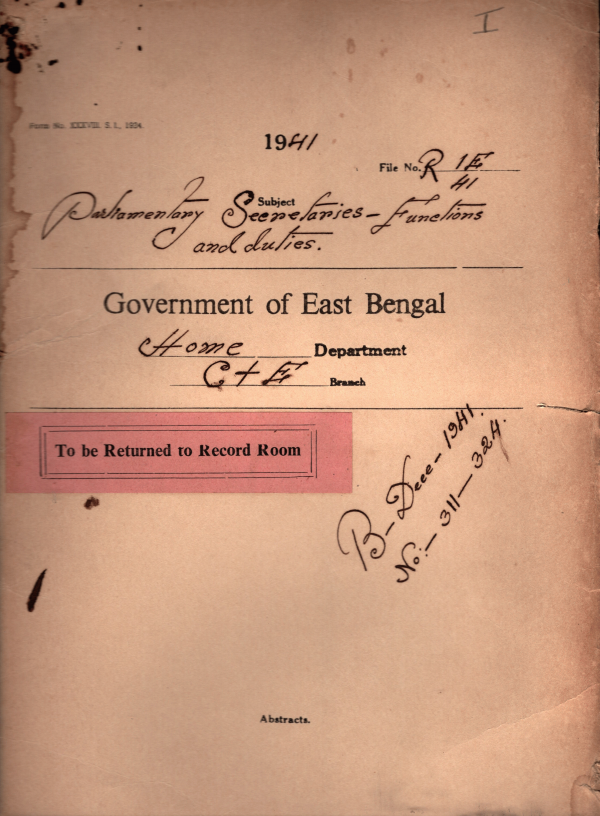 I
Form No. XXXVIII. S. I., 1934.
1941
File No. R 1E
41
Subject
Parliamentary Secretaries – Functions
and duties.
Government of East Bengal
Home Department
C + E Branch
To be Returned to Record Room
B – Dece – 1941.
No:– 311 – 324.
Abstracts.